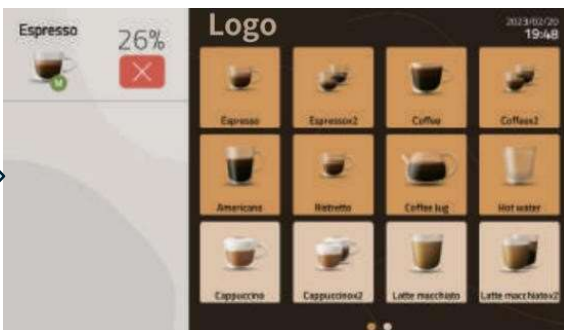 Espresso
26%
M
Logo
2023/02/20
19:48
Espresso
Espressox2
Coffee
Coffeex2
Americano
Ristretto
Coffee jug
Hot water
Cappuccino
Cappuccinox2
Latte macchiato
Latte macchiatox2